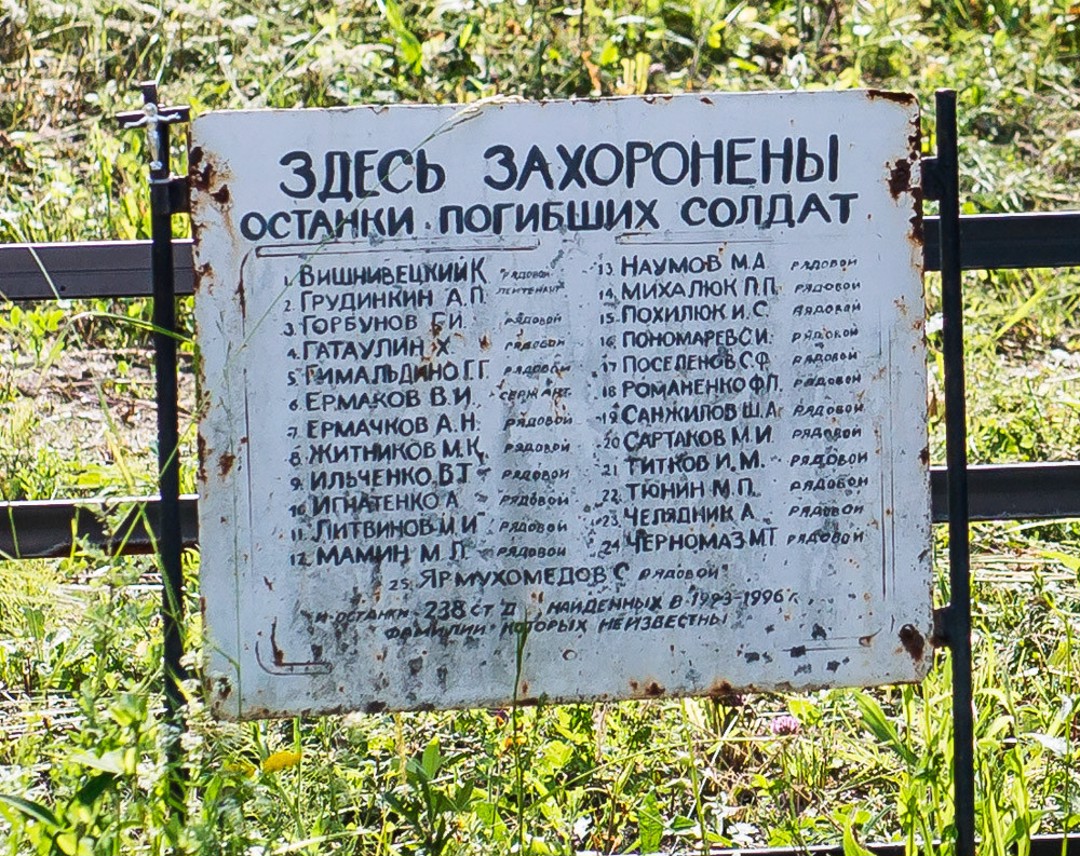 ЗДЕСЬ ЗАХОРОНЕНЫ
ОСТАНКИ ПОГИБШИХ СОЛДАТ
1. ВИШНИВЕЦКИЙ К РЯДОВОЙ
2. ГРУДИНКИН А.П. ЛЕЙТЕНАНТ
3. ГОРБУНОВ Г.И. РЯДОВОЙ
4. ГАТАУЛИН Х. РЯДОВОЙ
5. ГИМАЛЬДИНО Г.Г. РЯДОВОЙ
6. ЕРМАКОВ В.И. СЕРЖАНТ
7. ЕРМАЧКОВ А.Н. РЯДОВОЙ
8. ЖИТНИКОВ М.К. РЯДОВОЙ
9. ИЛЬЧЕНКО В.Т РЯДОВОЙ
10. ИГНАТЕНКО А РЯДОВОЙ
11. ЛИТВИНОВ М.И РЯДОВОЙ
12. МАМИН М.П. РЯДОВОЙ
13. НАУМОВ М.А. РЯДОВОЙ
14. МИХАЛЮК П.П. РЯДОВОЙ
15. ПОХИЛЮК И.С. РЯДОВОЙ
16. ПОНОМАРЕВ С.И. РЯДОВОЙ
17 ПОСЕЛЕНОВ С.Ф. РЯДОВОЙ
18 РОМАНЕНКО Ф.П. РЯДОВОЙ
19 САНЖИЛОВ Ш.А. РЯДОВОЙ
20 САРТАКОВ М.И. РЯДОВОЙ
21. ТИТКОВ И.М. РЯДОВОЙ
22. ТЮНИН М.П. РЯДОВОЙ
23. ЧЕЛЯДНИК А. РЯДОВОЙ
24 ЧЕРНОМАЗ М.Т РЯДОВОЙ
25. ЯРМУХОМЕДОВ С РЯДОВОЙ
И ОСТАНКИ 238 СТ Д., НАЙДЕННЫХ В 1993-1996 г.,
ФАМИЛИИ КОТОРЫХ НЕИЗВЕСТНЫ